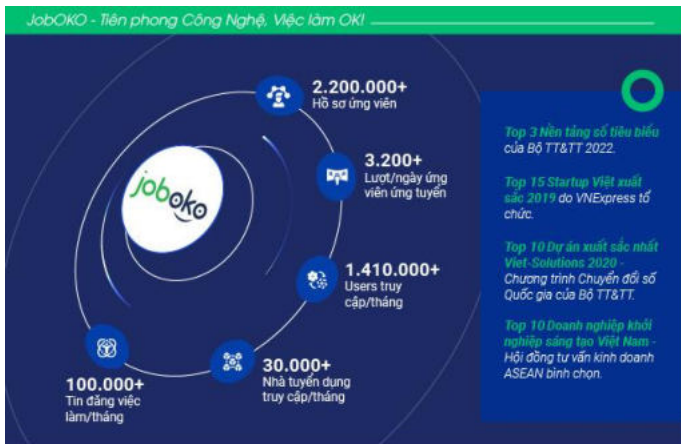 JobOKO - Tiên phong Công Nghệ, Việc làm OK!
joboko
2.200.000+
Hồ sơ ứng viên
3.200+
Lượt/ngày ứng
viên ứng tuyển
1.410.000+
Users truy
cập/tháng
30.000+
Nhà tuyển dụng
truy cập/tháng
100.000+
Tin đăng việc
làm/tháng
Top 3 Nền tảng số tiêu biểu
của Bộ TT&TT 2022.
Top 15 Startup Việt xuất
sắc 2019 do VNExpress tổ
chức.
Top 10 Dự án xuất sắc nhất
Viet-Solutions 2020 -
Chương trình Chuyển đổi số
Quốc gia của Bộ TT&TT.
Top 10 Doanh nghiệp khởi
nghiệp sáng tạo Việt Nam -
Hội đồng tư vấn kinh doanh
ASEAN bình chọn.